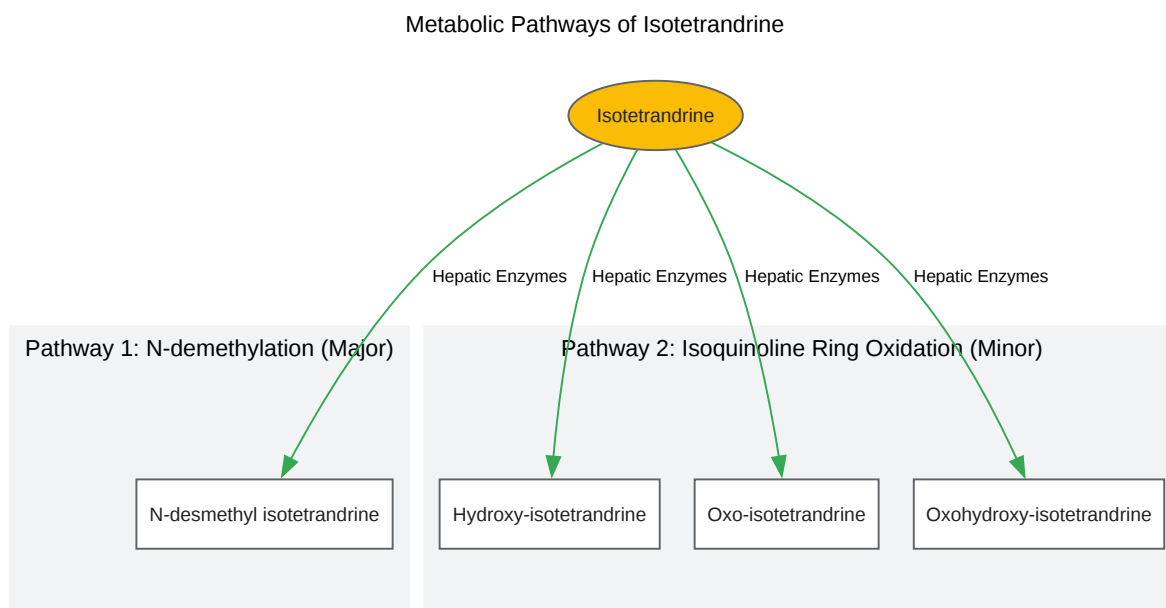 Metabolic Pathways of Isotetrandrine
Isotetrandrine
Hepatic Enzymes
Hepatic Enzymes
Hepatic Enzymes
Hepatic Enzymes
Pathway 1: N-demethylation (Major)
Pathway 2: Isoquinoline Ring Oxidation (Minor)
N-desmethyl isotetrandrine
Hydroxy-isotetrandrine
Oxo-isotetrandrine
Oxohydroxy-isotetrandrine